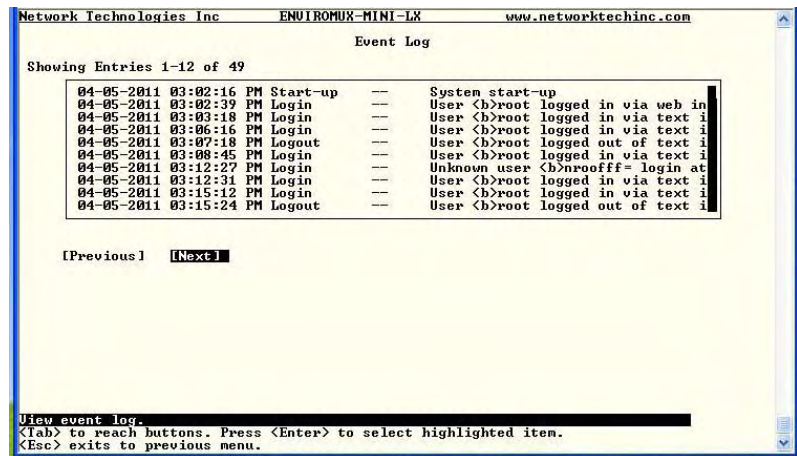 Network Technologies Inc ENVIROMUX-MINI-LX www.networktechinc.com
Event Log
Showing Entries 1-12 of 49
04-05-2011 03:02:16 PM Start-up -- System start-up
04-05-2011 03:02:39 PM Login -- User <b>root logged in via web in
04-05-2011 03:03:18 PM Login -- User <b>root logged in via text i
04-05-2011 03:06:16 PM Login -- User <b>root logged in via text i
04-05-2011 03:07:18 PM Logout -- User <b>root logged out of text i
04-05-2011 03:08:45 PM Login -- User <b>root logged in via text i
04-05-2011 03:12:27 PM Login -- Unknown user <b>nroofff= login at
04-05-2011 03:12:31 PM Login -- User <b>root logged in via text i
04-05-2011 03:15:12 PM Login -- User <b>root logged in via text i
04-05-2011 03:15:24 PM Logout -- User <b>root logged out of text i
[Previous] [Next]
View event log.
<Tab> to reach buttons. Press <Enter> to select highlighted item.
<Esc> exits to previous menu.